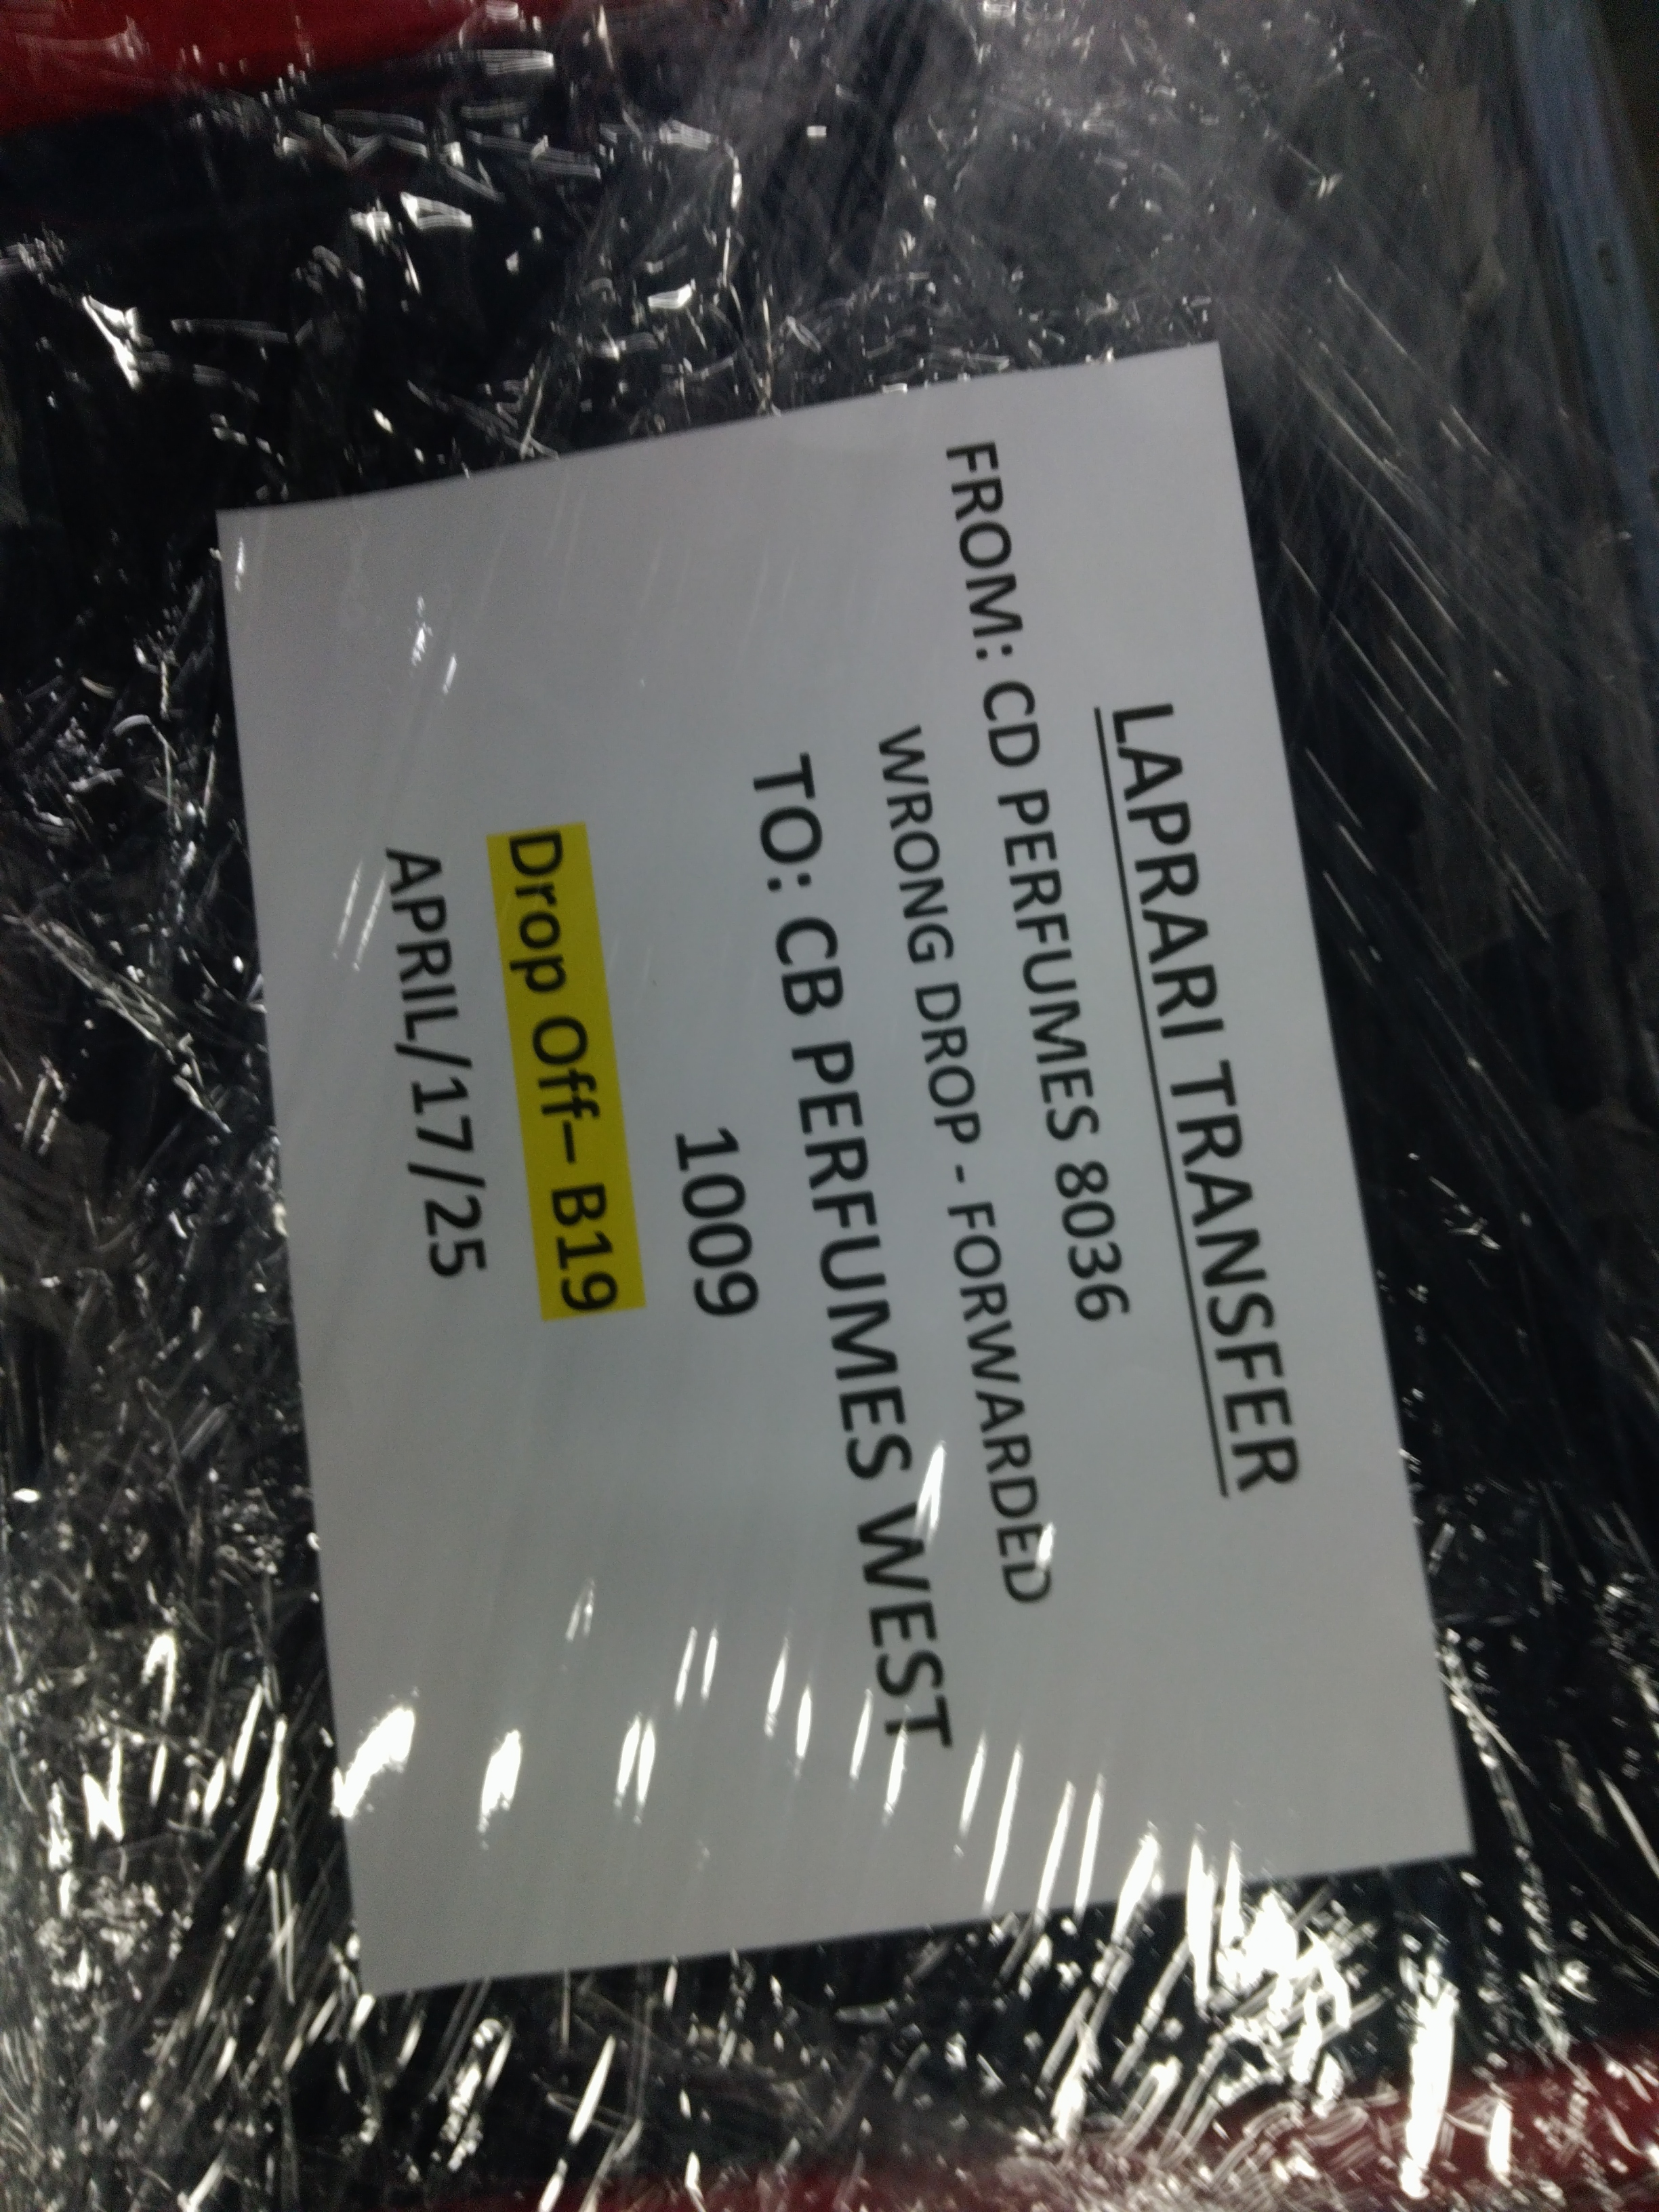 LAPRARI TRANSFER
FROM: CD PERFUMES 8036
WRONG DROP - FORWARDED
TO: CB PERFUMES WEST
1009
Drop Off– B19
APRIL/17/25